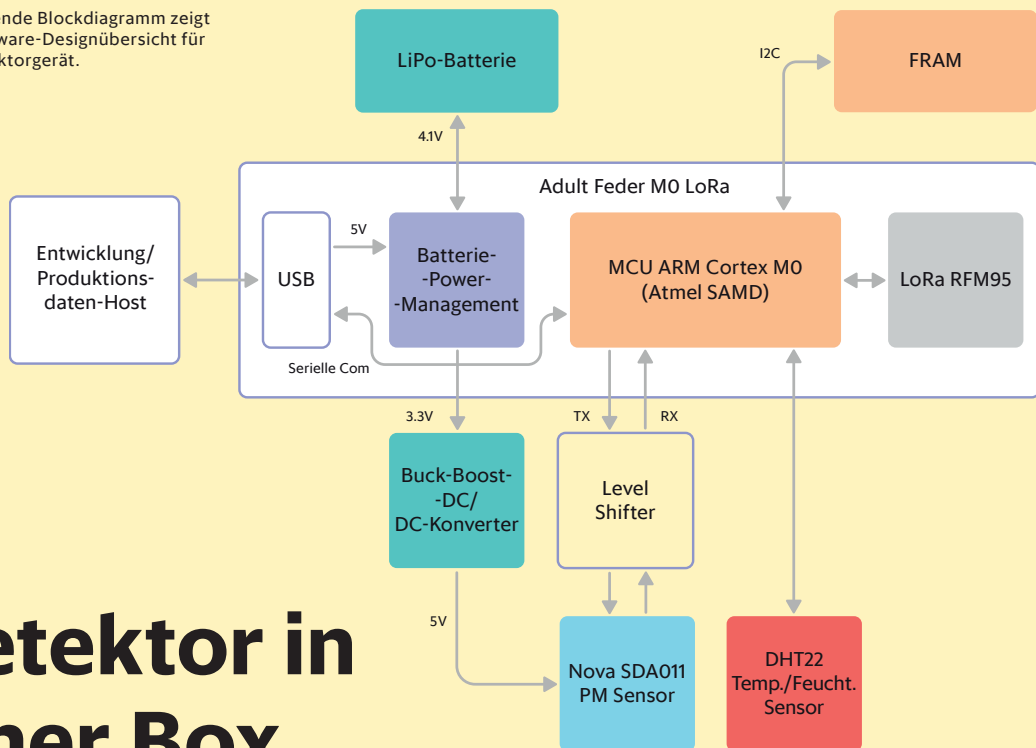 ende Blockdiagramm zeigt
ware-Designübersicht für
ktorgerät.
LiPo-Batterie
I2C
FRAM
4.1V
Adult Feder M0 LoRa
Entwicklung/
Produktions-
daten-Host
USB
5V
Batterie-
-Power-
-Management
MCU ARM Cortex M0
(Atmel SAMD)
LoRa RFM95
Serielle Com
3.3V
TX
RX
Buck-Boost-
-DC/
DC-Konverter
Level
Shifter
5V
Nova SDA011
PM Sensor
DHT22
Temp./Feucht.
Sensor
etektor in
ner Box